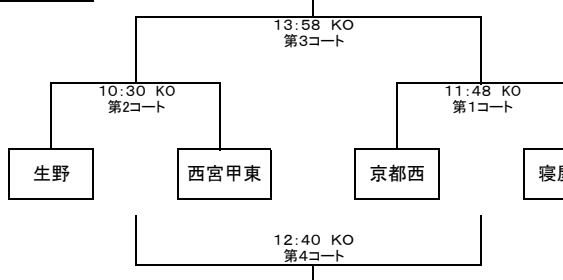 13:58 KO
第3コート
10:30 KO
第2コート
11:48 KO
第1コート
生野
西宮甲東
京都西
寝屋
12:40 KO
第4コート